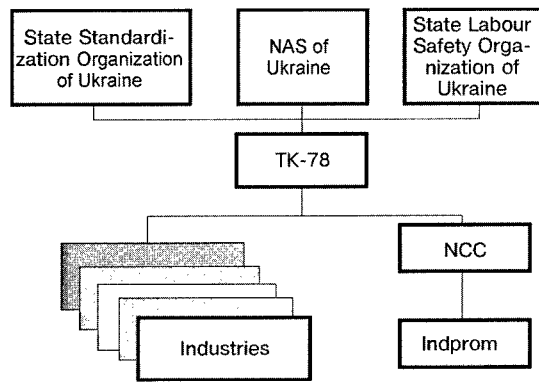 State Standardi-
zation Organization
of Ukraine
NAS of
Ukraine
State Labour
Safety Orga-
nization of
Ukraine
TK-78
NCC
Industries
Indprom